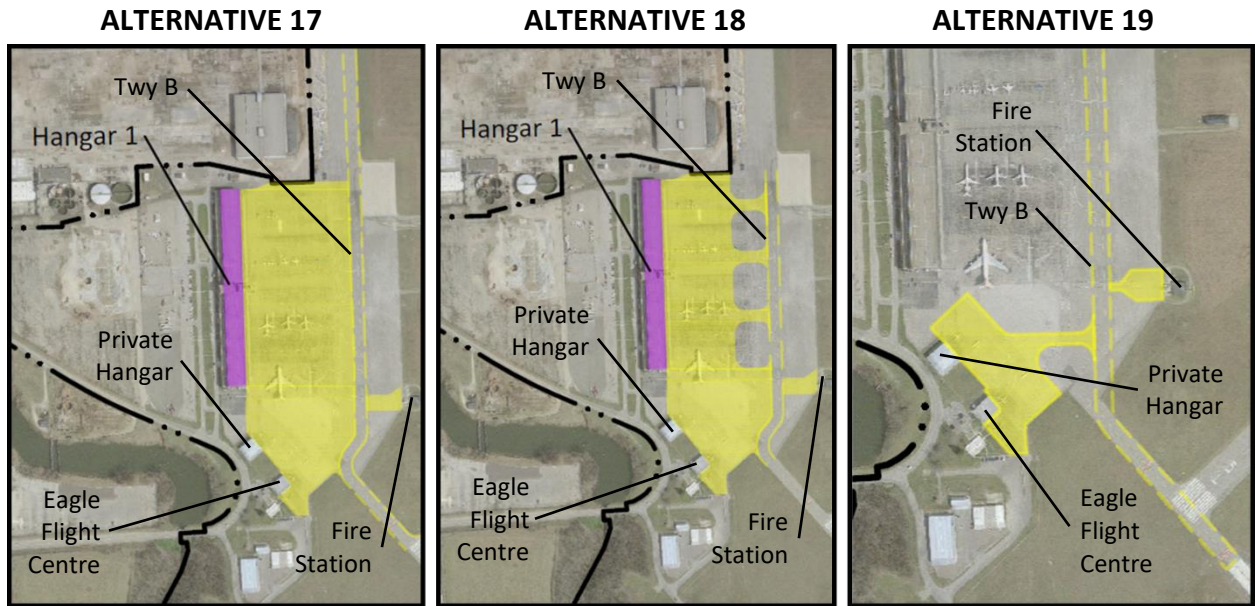 ALTERNATIVE 17
Twy B
Hangar 1
Private
Hangar
Eagle
Flight
Centre
Fire
Station
ALTERNATIVE 18
Twy B
Hangar 1
Private
Hangar
Eagle
Flight
Centre
Fire
Station
ALTERNATIVE 19
Fire
Station
Twy B
Private
Hangar
Eagle
Flight
Centre